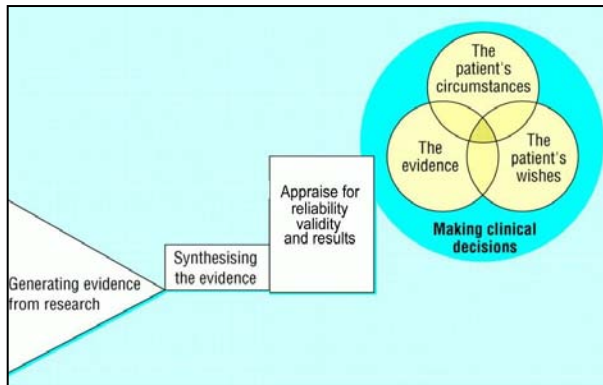 Generating evidence
from research
Synthesising
the evidence
Appraise for
reliability
validity
and results
The
patient's
circumstances
The
evidence
The
patient's
wishes
Making clinical
decisions